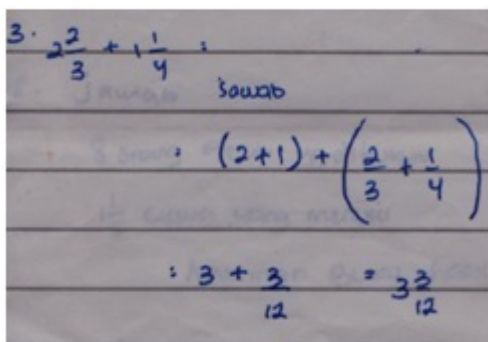 3. 2 2/3 + 1 1/4 :
Jawab
: (2+1) + (2/3 + 1/4)
: 3 + 3/12 = 3 3/12